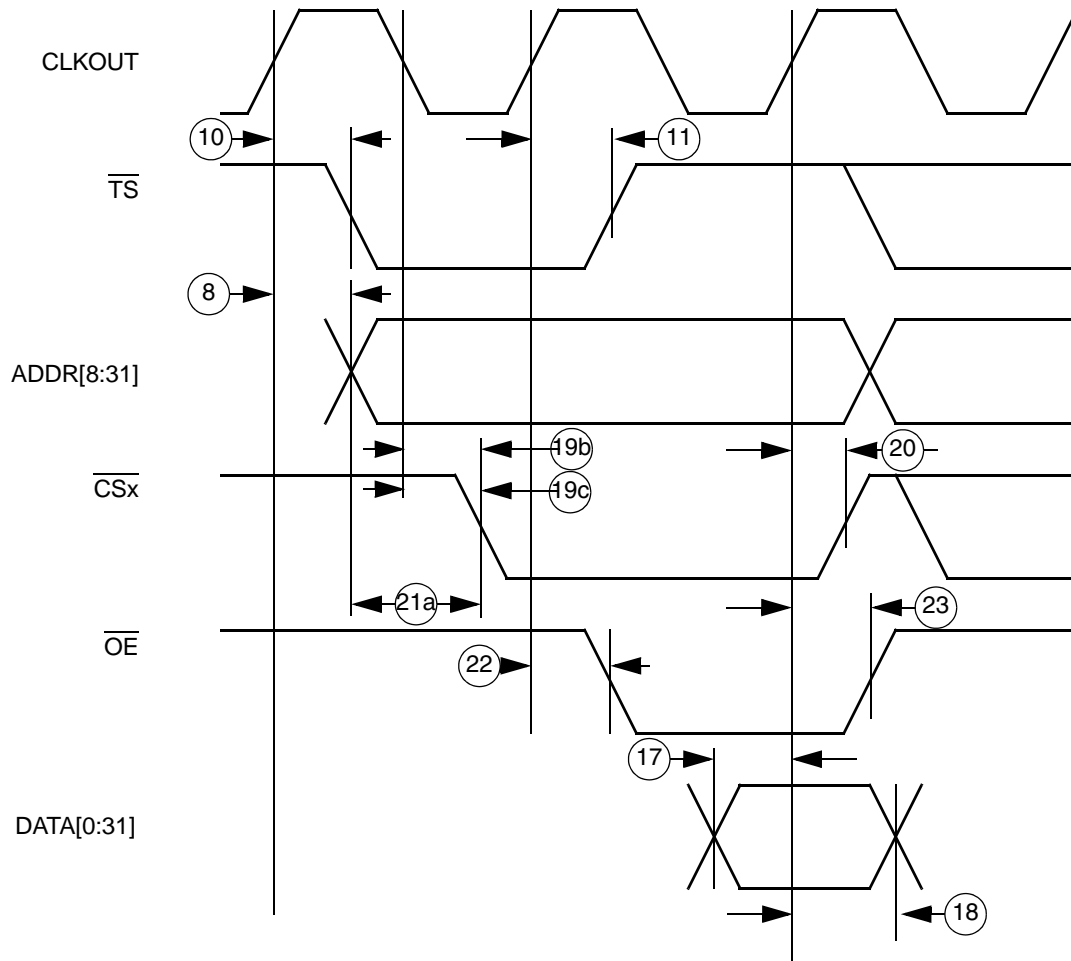 CLKOUT
10
11
TS
8
ADDR[8:31]
19b
20
CSx
19c
21a
23
OE
22
17
DATA[0:31]
18